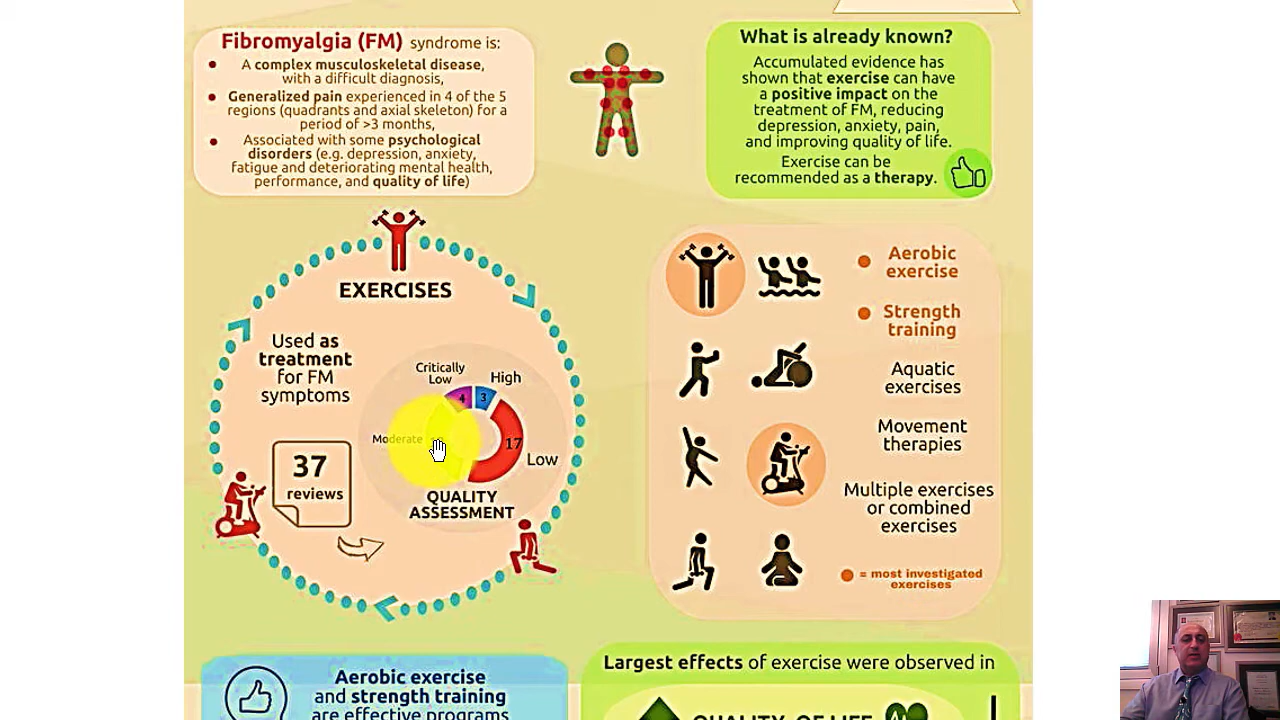 Fibromyalgia (FM) syndrome is:
A complex musculoskeletal disease,
with a difficult diagnosis,
Generalized pain experienced in 4 of the 5
regions (quadrants and axial skeleton) for a
period of >3 months,
Associated with some psychological
disorders (e.g. depression, anxiety,
fatigue and deteriorating mental health,
performance, and quality of life)
What is already known?
Accumulated evidence has
shown that exercise can have
a positive impact on the
treatment of FM, reducing
depression, anxiety, pain,
and improving quality of life.
Exercise can be
recommended as a therapy.
EXERCISES
Used as
treatment
for FM
symptoms
37
reviews
Critically
Low
High
4
3
Moderate
17
Low
QUALITY
ASSESSMENT
Aerobic
exercise
Strength
training
Aquatic
exercises
Movement
therapies
Multiple exercises
or combined
exercises
= most investigated
exercises
Aerobic exercise
and strength training
are effective programs
Largest effects of exercise were observed in
QUALITY OF LIFE